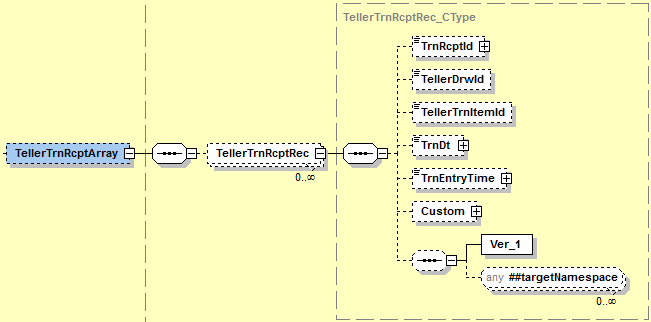 TellerTrnRcptRec_CType
TrnRcptId
TellerDrwId
TellerTrnItemId
TellerTrnRcptArray
TellerTrnRcptRec
0..∞
TrnDt
TrnEntryTime
Custom
Ver_1
any ##targetNamespace
0..∞